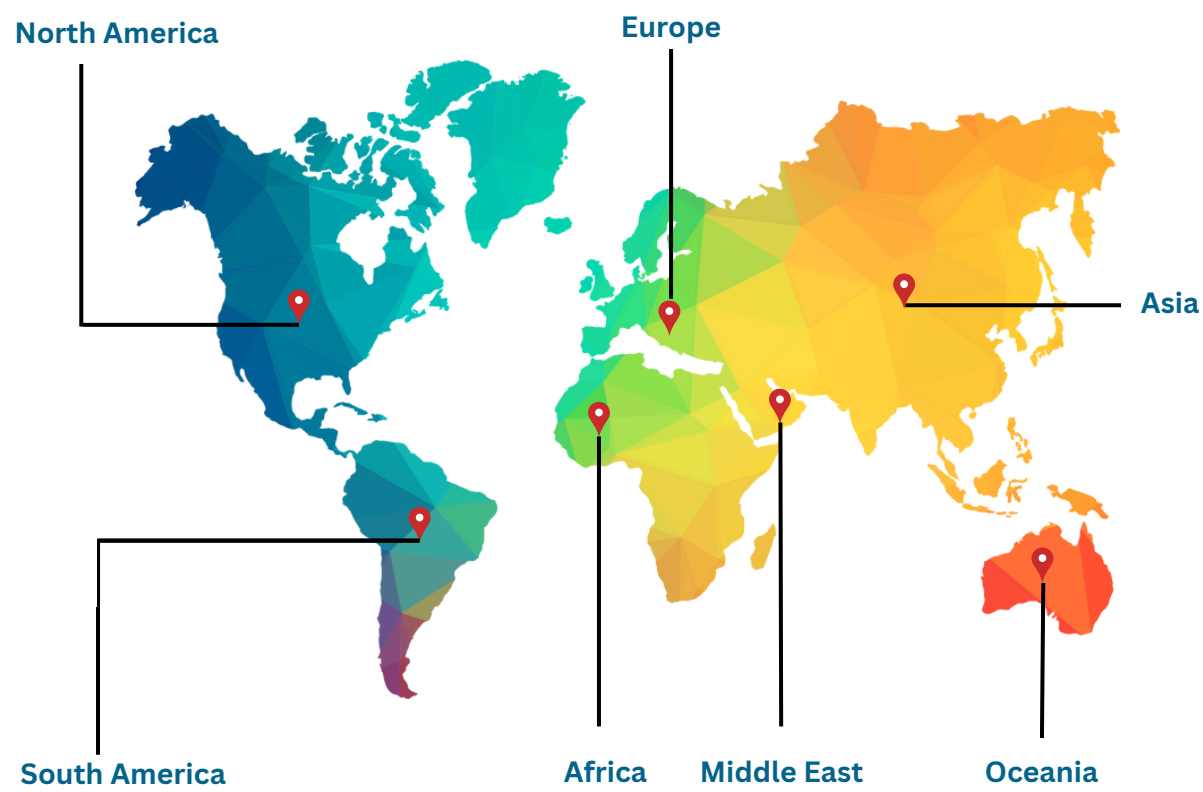 North America
Europe
Asia
South America
Africa
Middle East
Oceania